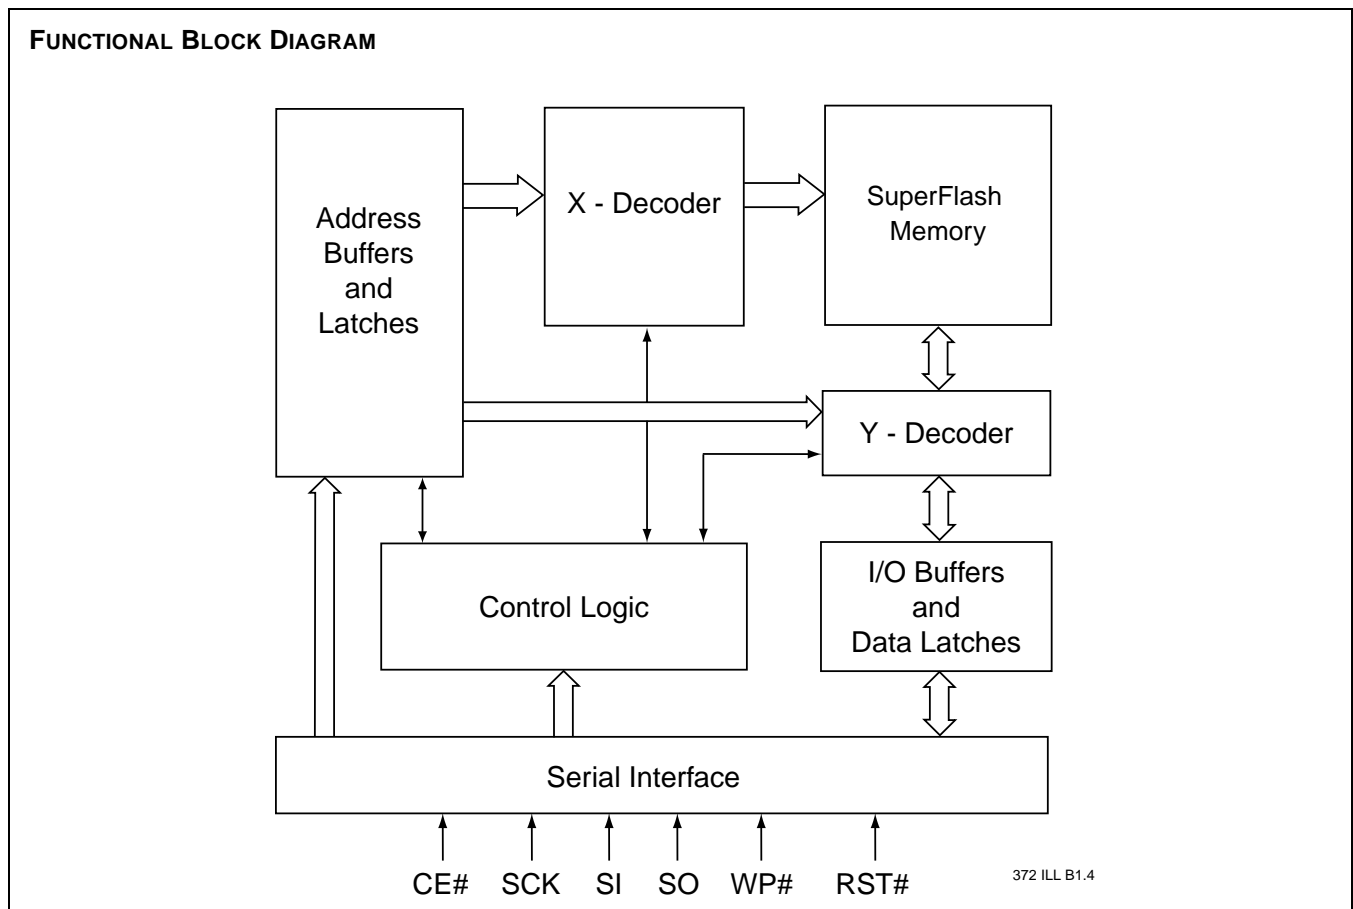 FUNCTIONAL BLOCK DIAGRAM
Address
Buffers
and
Latches
X - Decoder
SuperFlash
Memory
Y - Decoder
Control Logic
I/O Buffers
and
Data Latches
Serial Interface
CE# SCK SI SO WP# RST#
372 ILL B1.4